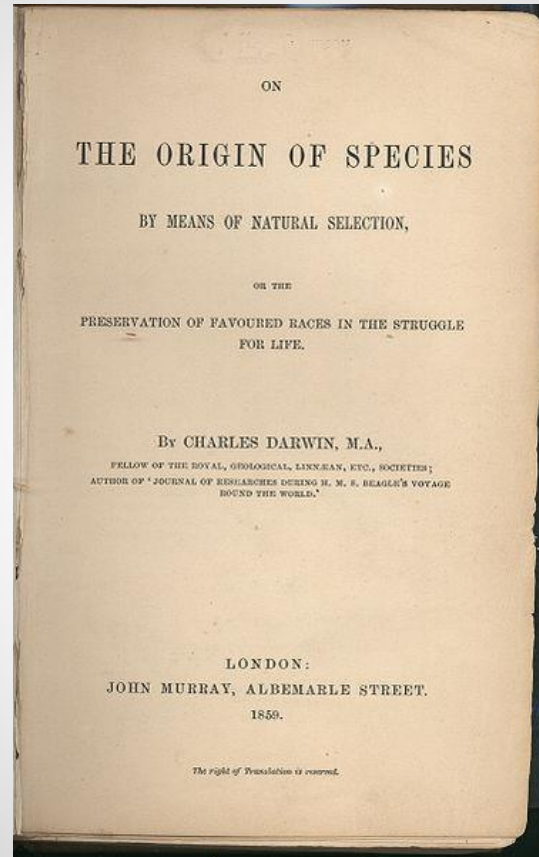 ON
THE ORIGIN OF SPECIES
BY MEANS OF NATURAL SELECTION,
OR THE
PRESERVATION OF FAVOURED RACES IN THE STRUGGLE
FOR LIFE.
By CHARLES DARWIN, M.A.,
FELLOW OF THE ROYAL, GEOLOGICAL, LINNÆAN, ETC., SOCIETIES;
AUTHOR OF ‘JOURNAL OF RESEARCHES DURING H. M. S. BEAGLE’S VOYAGE
ROUND THE WORLD.’
LONDON:
JOHN MURRAY, ALBEMARLE STREET.
1859.
The right of Translation is reserved.